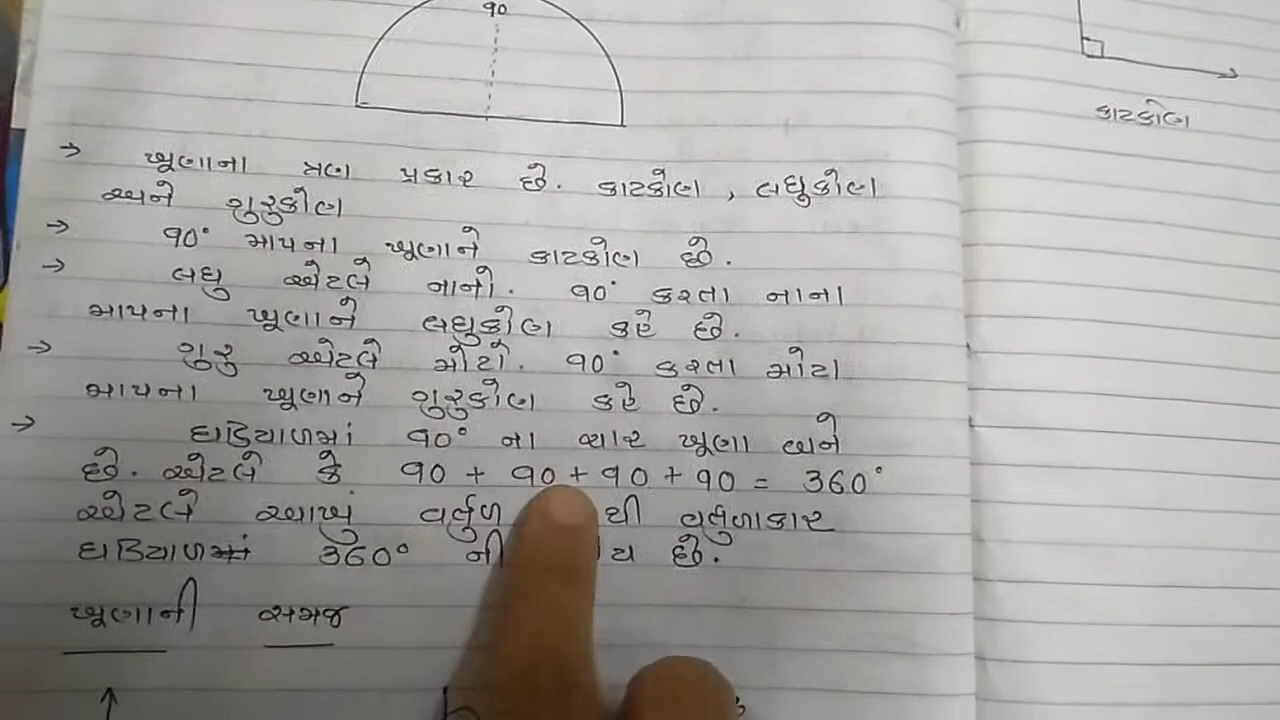 90
કાટકોણ
→ ખૂણાના ત્રણ પ્રકાર છે. કાટકોણ, લઘુકોણ
અને ગુરુકોણ
→ 90° માપના ખૂણાને કાટકોણ છે.
→ લઘુ એટલે નાનો. 90° કરતા નાના
માપના ખૂણાને લઘુકોણ કહે છે.
→ ગુરુ એટલે મોટો. 90° કરતા મોટા
માપના ખૂણાને ગુરુકોણ કહે છે.
→ ઘડિયાળમાં 90° ના ચાર ખૂણા બને
છે. એટલે કે 90 + 90 + 90 + 90 = 360°
એટલે આખું વર્તુળ થી વર્તુળાકાર
ઘડિયાળ 360° ની છે.
ખૂણાની સમજ